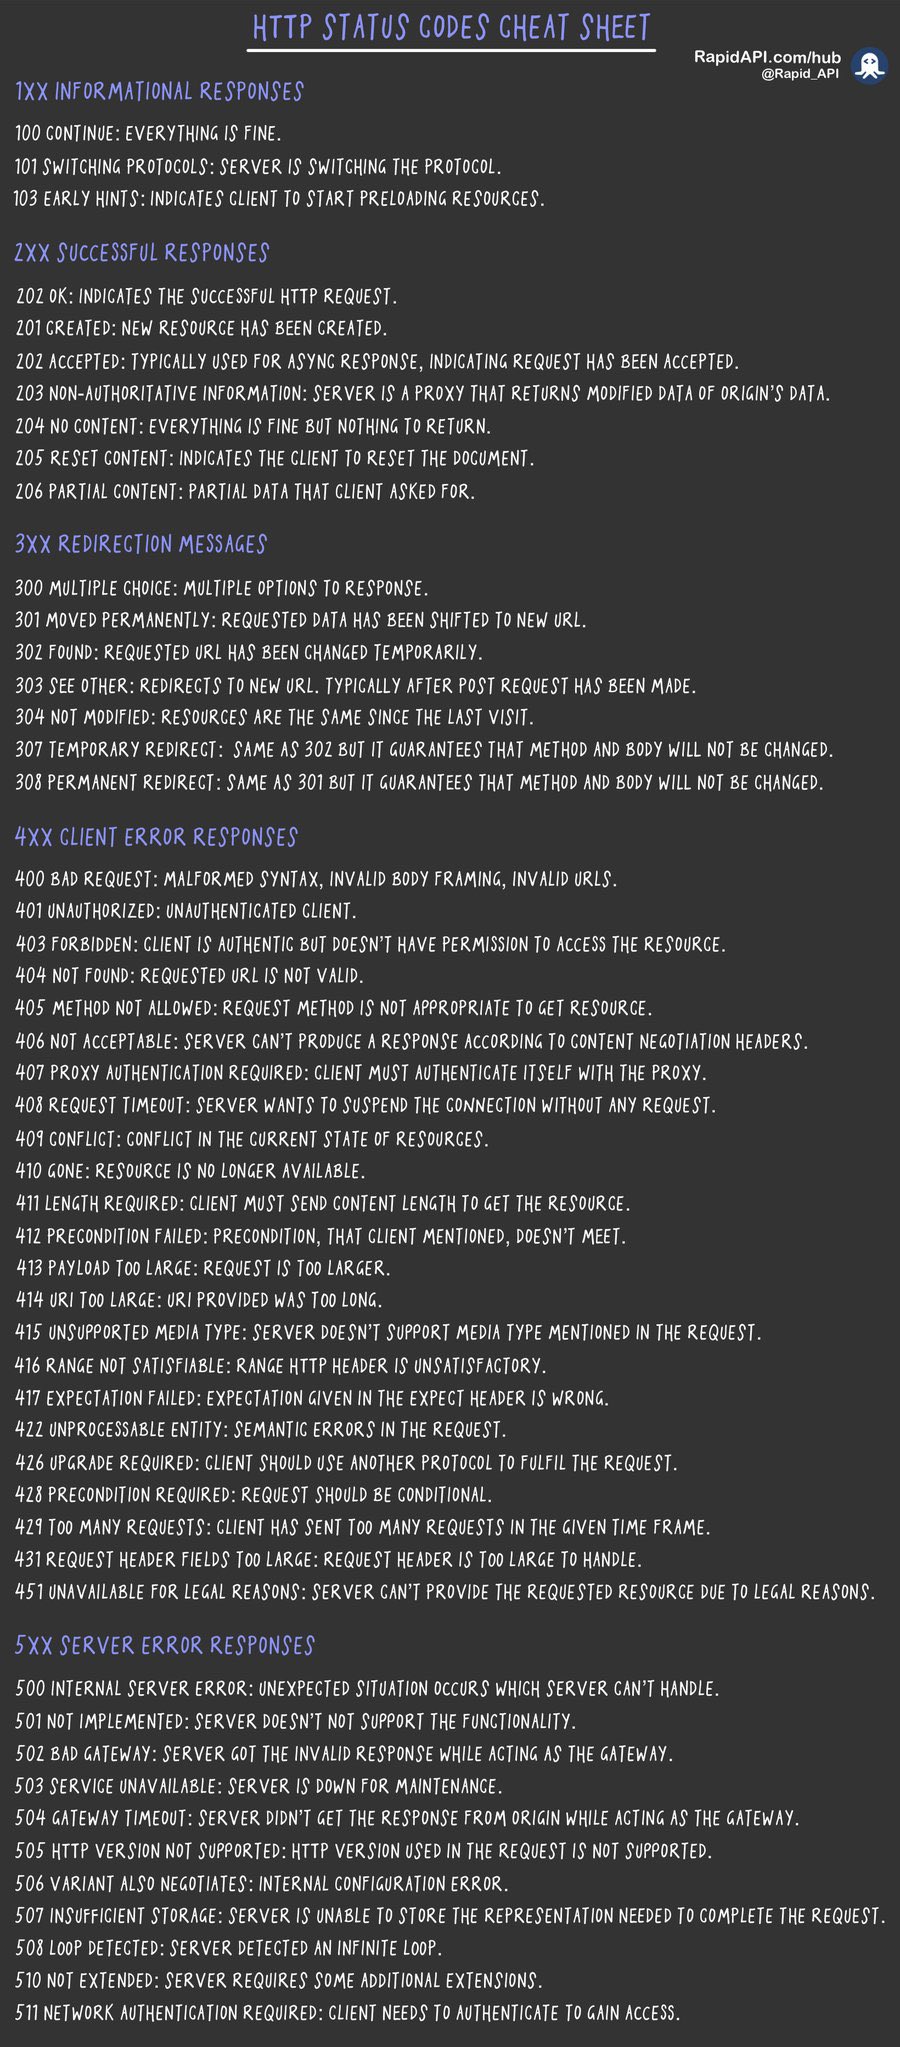 HTTP STATUS CODES CHEAT SHEET
RapidAPI.com/hub
@Rapid_API
1XX INFORMATIONAL RESPONSES
100 CONTINUE: EVERYTHING IS FINE.
101 SWITCHING PROTOCOLS: SERVER IS SWITCHING THE PROTOCOL.
103 EARLY HINTS: INDICATES CLIENT TO START PRELOADING RESOURCES.
2XX SUCCESSFUL RESPONSES
202 OK: INDICATES THE SUCCESSFUL HTTP REQUEST.
201 CREATED: NEW RESOURCE HAS BEEN CREATED.
202 ACCEPTED: TYPICALLY USED FOR ASYNC RESPONSE, INDICATING REQUEST HAS BEEN ACCEPTED.
203 NON-AUTHORITATIVE INFORMATION: SERVER IS A PROXY THAT RETURNS MODIFIED DATA OF ORIGIN'S DATA.
204 NO CONTENT: EVERYTHING IS FINE BUT NOTHING TO RETURN.
205 RESET CONTENT: INDICATES THE CLIENT TO RESET THE DOCUMENT.
206 PARTIAL CONTENT: PARTIAL DATA THAT CLIENT ASKED FOR.
3XX REDIRECTION MESSAGES
300 MULTIPLE CHOICE: MULTIPLE OPTIONS TO RESPONSE.
301 MOVED PERMANENTLY: REQUESTED DATA HAS BEEN SHIFTED TO NEW URL.
302 FOUND: REQUESTED URL HAS BEEN CHANGED TEMPORARILY.
303 SEE OTHER: REDIRECTS TO NEW URL. TYPICALLY AFTER POST REQUEST HAS BEEN MADE.
304 NOT MODIFIED: RESOURCES ARE THE SAME SINCE THE LAST VISIT.
307 TEMPORARY REDIRECT: SAME AS 302 BUT IT GUARANTEES THAT METHOD AND BODY WILL NOT BE CHANGED.
308 PERMANENT REDIRECT: SAME AS 301 BUT IT GUARANTEES THAT METHOD AND BODY WILL NOT BE CHANGED.
4XX CLIENT ERROR RESPONSES
400 BAD REQUEST: MALFORMED SYNTAX, INVALID BODY FRAMING, INVALID URLS.
401 UNAUTHORIZED: UNAUTHENTICATED CLIENT.
403 FORBIDDEN: CLIENT IS AUTHENTIC BUT DOESN'T HAVE PERMISSION TO ACCESS THE RESOURCE.
404 NOT FOUND: REQUESTED URL IS NOT VALID.
405 METHOD NOT ALLOWED: REQUEST METHOD IS NOT APPROPRIATE TO GET RESOURCE.
406 NOT ACCEPTABLE: SERVER CAN'T PRODUCE A RESPONSE ACCORDING TO CONTENT NEGOTIATION HEADERS.
407 PROXY AUTHENTICATION REQUIRED: CLIENT MUST AUTHENTICATE ITSELF WITH THE PROXY.
408 REQUEST TIMEOUT: SERVER WANTS TO SUSPEND THE CONNECTION WITHOUT ANY REQUEST.
409 CONFLICT: CONFLICT IN THE CURRENT STATE OF RESOURCES.
410 GONE: RESOURCE IS NO LONGER AVAILABLE.
411 LENGTH REQUIRED: CLIENT MUST SEND CONTENT LENGTH TO GET THE RESOURCE.
412 PRECONDITION FAILED: PRECONDITION, THAT CLIENT MENTIONED, DOESN'T MEET.
413 PAYLOAD TOO LARGE: REQUEST IS TOO LARGER.
414 URI TOO LARGE: URI PROVIDED WAS TOO LONG.
415 UNSUPPORTED MEDIA TYPE: SERVER DOESN'T SUPPORT MEDIA TYPE MENTIONED IN THE REQUEST.
416 RANGE NOT SATISFIABLE: RANGE HTTP HEADER IS UNSATISFACTORY.
417 EXPECTATION FAILED: EXPECTATION GIVEN IN THE EXPECT HEADER IS WRONG.
422 UNPROCESSABLE ENTITY: SEMANTIC ERRORS IN THE REQUEST.
426 UPGRADE REQUIRED: CLIENT SHOULD USE ANOTHER PROTOCOL TO FULFIL THE REQUEST.
428 PRECONDITION REQUIRED: REQUEST SHOULD BE CONDITIONAL.
429 TOO MANY REQUESTS: CLIENT HAS SENT TOO MANY REQUESTS IN THE GIVEN TIME FRAME.
431 REQUEST HEADER FIELDS TOO LARGE: REQUEST HEADER IS TOO LARGE TO HANDLE.
451 UNAVAILABLE FOR LEGAL REASONS: SERVER CAN'T PROVIDE THE REQUESTED RESOURCE DUE TO LEGAL REASONS.
5XX SERVER ERROR RESPONSES
500 INTERNAL SERVER ERROR: UNEXPECTED SITUATION OCCURS WHICH SERVER CAN'T HANDLE.
501 NOT IMPLEMENTED: SERVER DOESN'T NOT SUPPORT THE FUNCTIONALITY.
502 BAD GATEWAY: SERVER GOT THE INVALID RESPONSE WHILE ACTING AS THE GATEWAY.
503 SERVICE UNAVAILABLE: SERVER IS DOWN FOR MAINTENANCE.
504 GATEWAY TIMEOUT: SERVER DIDN'T GET THE RESPONSE FROM ORIGIN WHILE ACTING AS THE GATEWAY.
505 HTTP VERSION NOT SUPPORTED: HTTP VERSION USED IN THE REQUEST IS NOT SUPPORTED.
506 VARIANT ALSO NEGOTIATES: INTERNAL CONFIGURATION ERROR.
507 INSUFFICIENT STORAGE: SERVER IS UNABLE TO STORE THE REPRESENTATION NEEDED TO COMPLETE THE REQUEST.
508 LOOP DETECTED: SERVER DETECTED AN INFINITE LOOP.
510 NOT EXTENDED: SERVER REQUIRES SOME ADDITIONAL EXTENSIONS.
511 NETWORK AUTHENTICATION REQUIRED: CLIENT NEEDS TO AUTHENTICATE TO GAIN ACCESS.